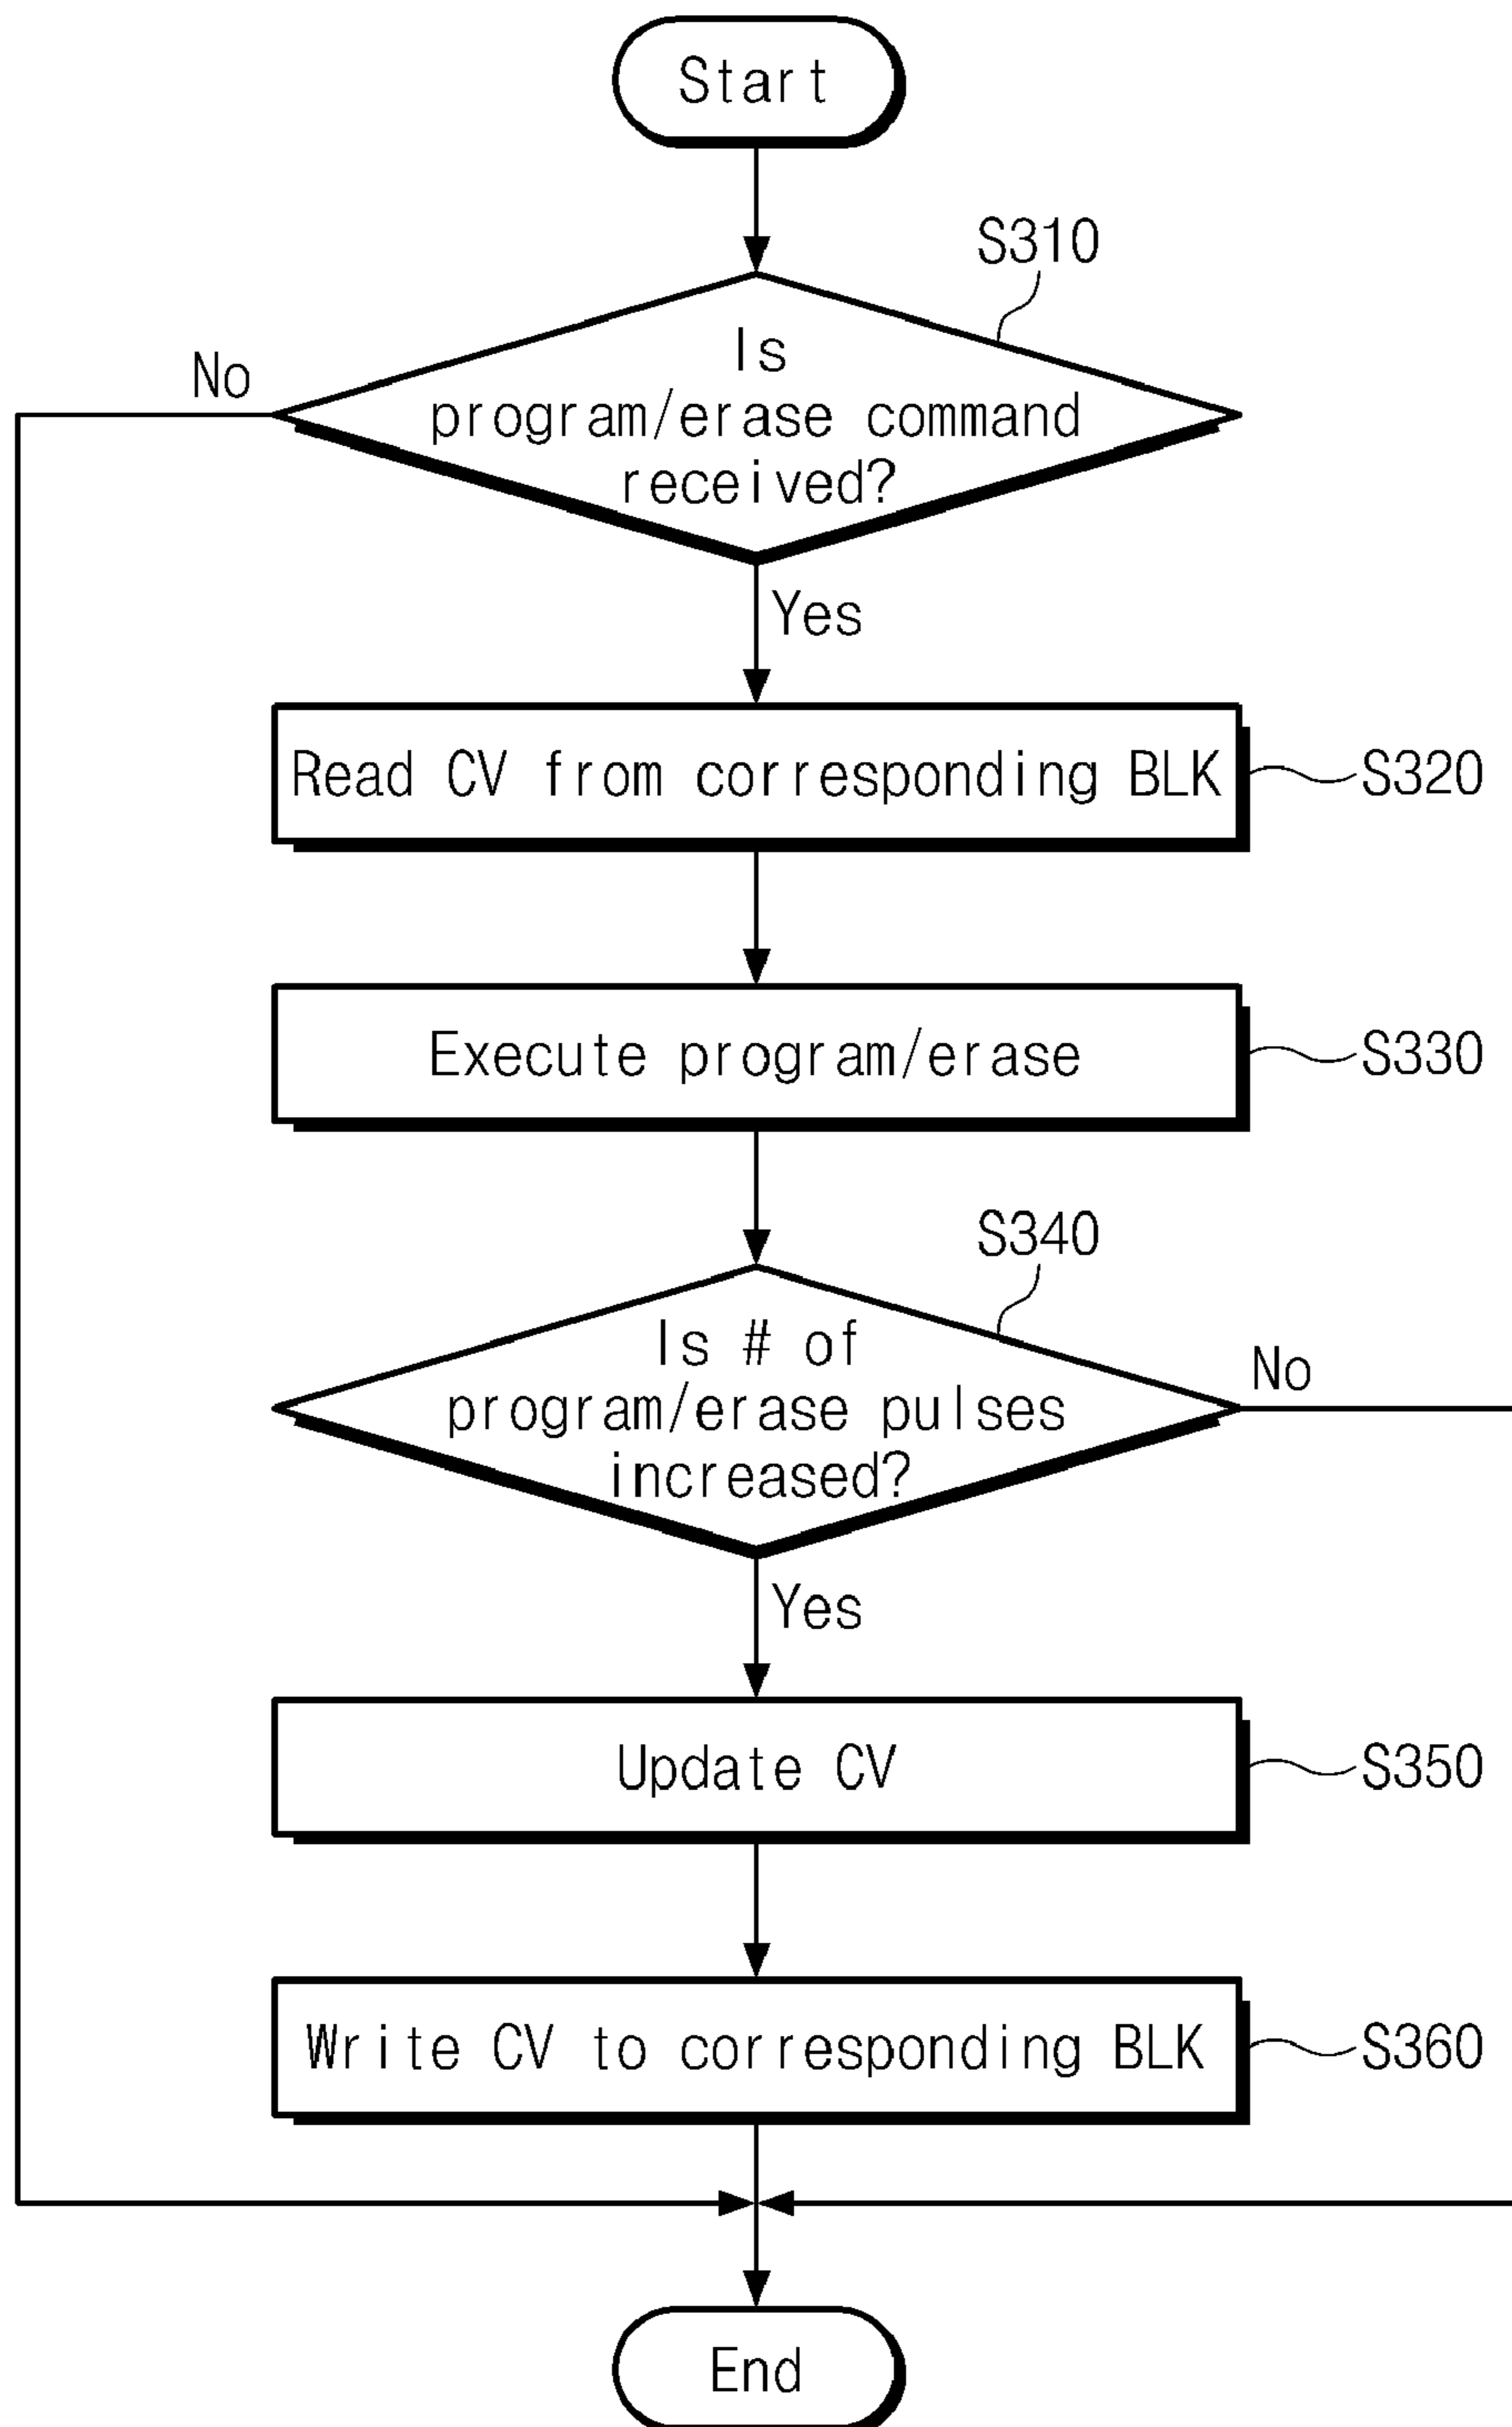 Start
S310
Is
program/erase command
received?
No
Yes
Read CV from corresponding BLK
S320
Execute program/erase
S330
S340
Is # of
program/erase pulses
increased?
No
Yes
Update CV
S350
Write CV to corresponding BLK
S360
End